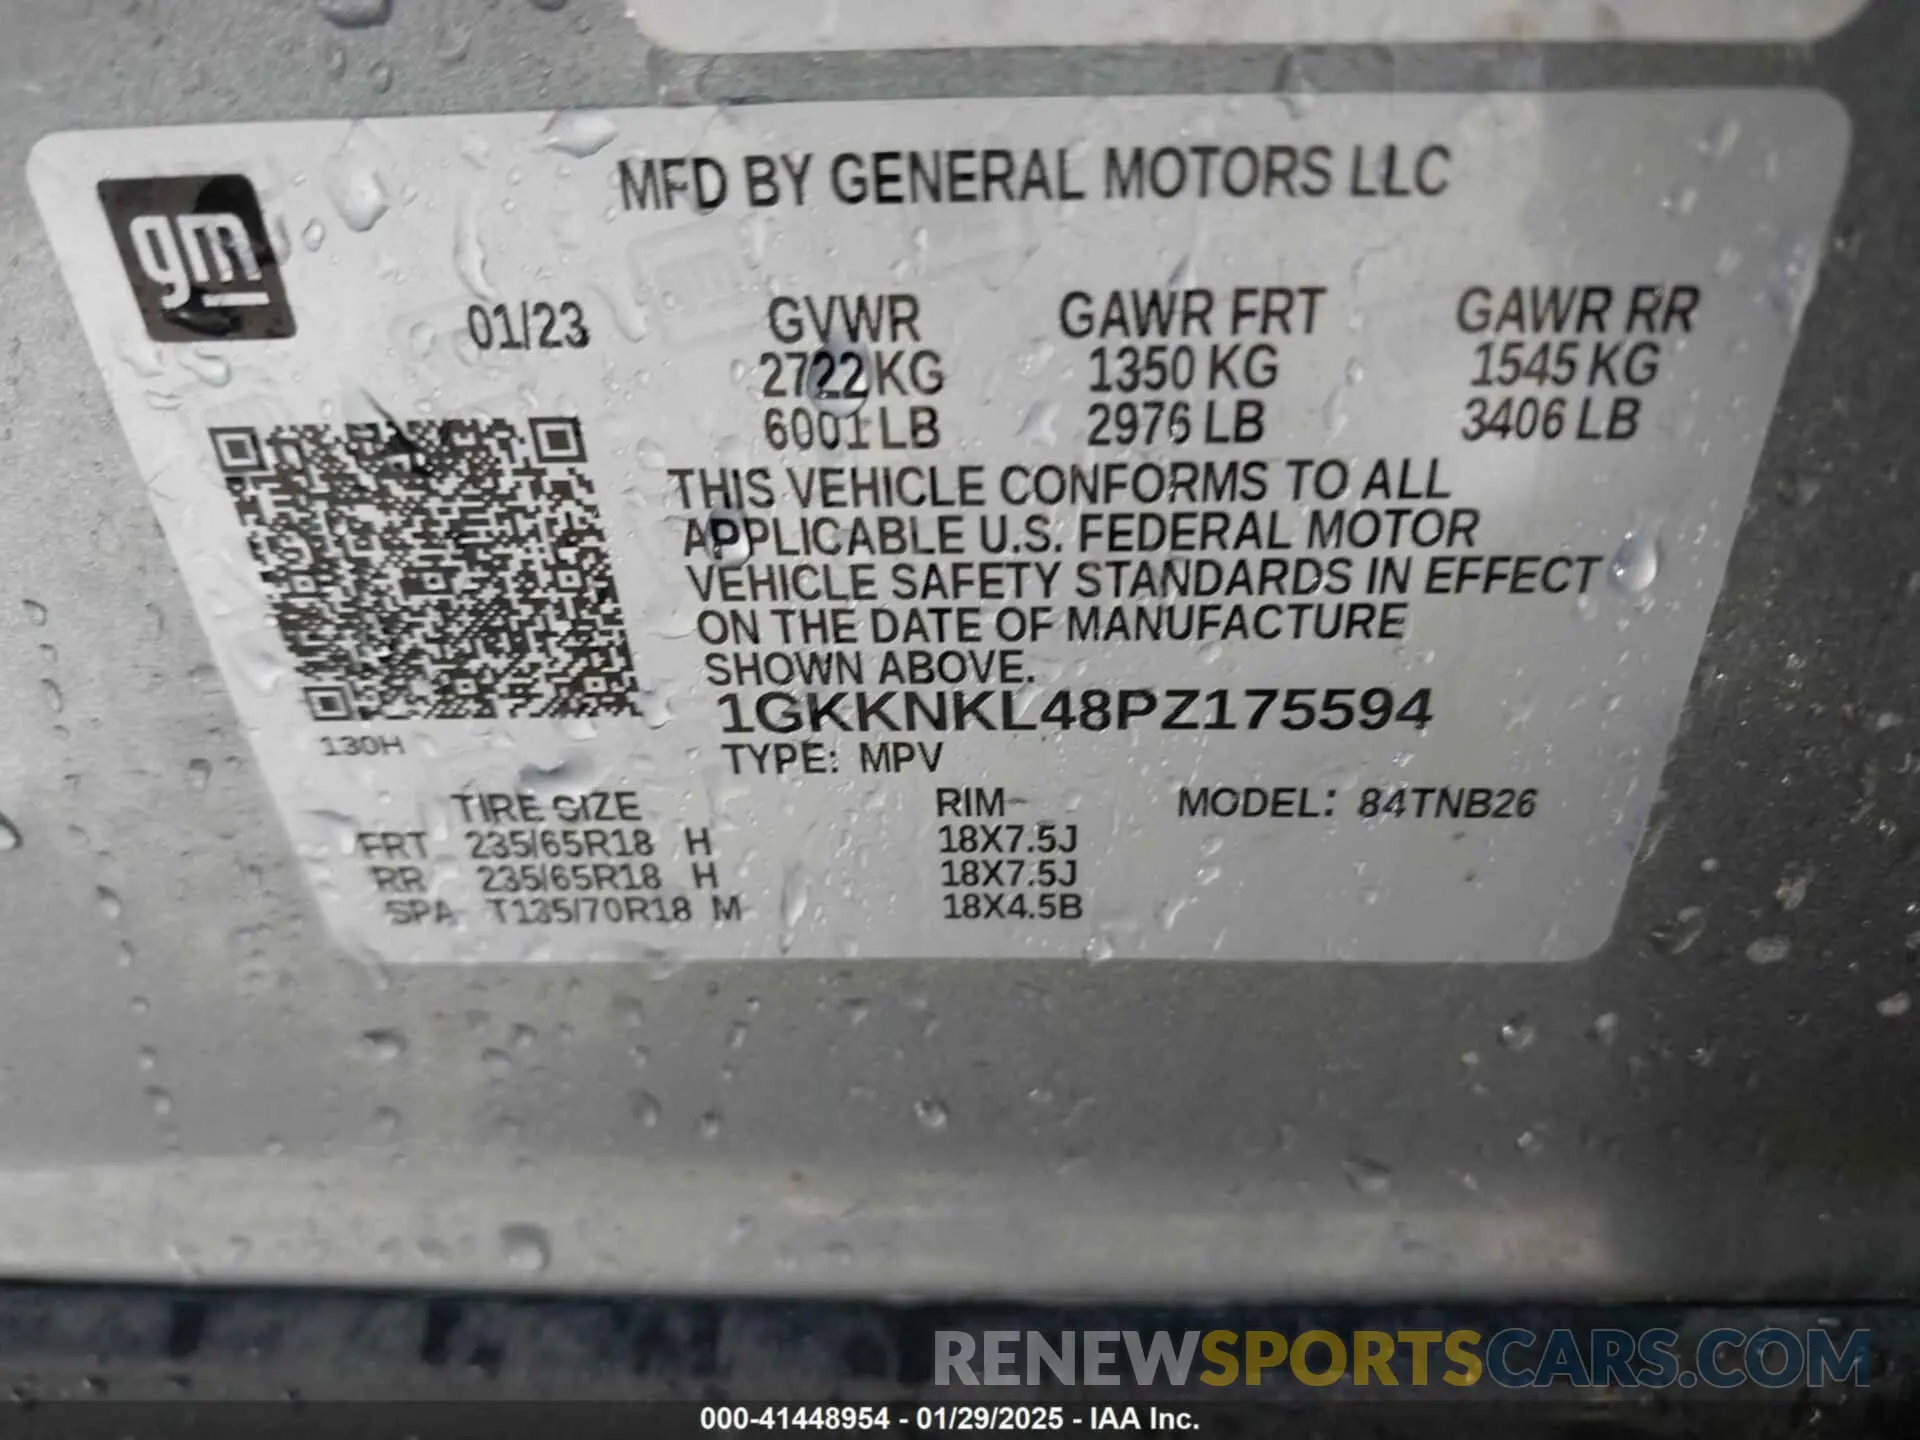 MFD BY GENERAL MOTORS LLC
gm
01/23 GVWR GAWR FRT GAWR RR
2722 KG 1350 KG 1545 KG
6001 LB 2976 LB 3406 LB
THIS VEHICLE CONFORMS TO ALL
APPLICABLE U.S. FEDERAL MOTOR
VEHICLE SAFETY STANDARDS IN EFFECT
ON THE DATE OF MANUFACTURE
SHOWN ABOVE.
1GKKNKL48PZ175594
130H
TYPE: MPV
TIRE SIZE RIM MODEL: 84TNB26
FRT 235/65R18 H 18X7.5J
RR 235/65R18 H 18X7.5J
SPA T135/70R18 M 18X4.5B
RENEWSPORTSCARS.COM
000-41448954 - 01/29/2025 - IAA Inc.